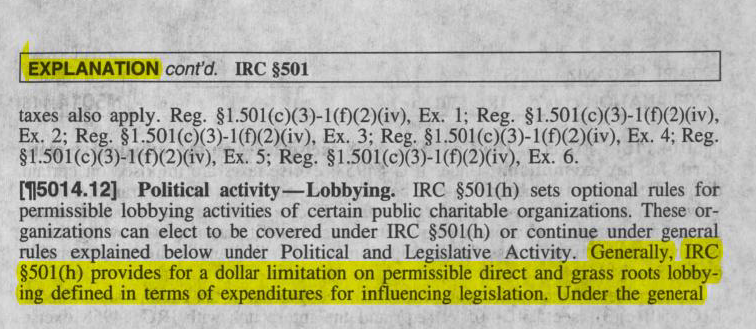 EXPLANATION cont'd. IRC §501
taxes also apply. Reg. §1.501(c)(3)-1(f)(2)(iv), Ex. 1; Reg. §1.501(c)(3)-1(f)(2)(iv),
Ex. 2; Reg. §1.501(c)(3)-1(f)(2)(iv), Ex. 3; Reg. §1.501(c)(3)-1(f)(2)(iv), Ex. 4; Reg.
§1.501(c)(3)-1(f)(2)(iv), Ex. 5; Reg. §1.501(c)(3)-1(f)(2)(iv), Ex. 6.
[¶5014.12] Political activity—Lobbying. IRC §501(h) sets optional rules for
permissible lobbying activities of certain public charitable organizations. These or-
ganizations can elect to be covered under IRC §501(h) or continue under general
rules explained below under Political and Legislative Activity. Generally, IRC
§501(h) provides for a dollar limitation on permissible direct and grass roots lobby-
ing defined in terms of expenditures for influencing legislation. Under the general